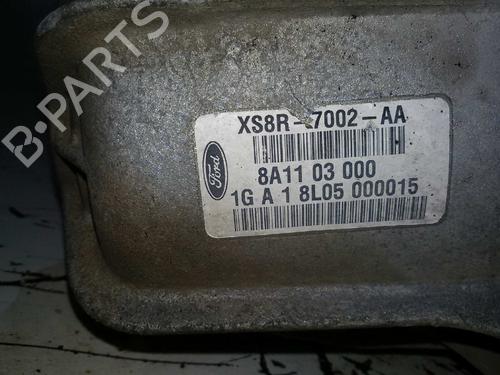 B-PARTS
XS8R-7002-AA
8A11 03 000
Ford
1G A 1 8L05 000015